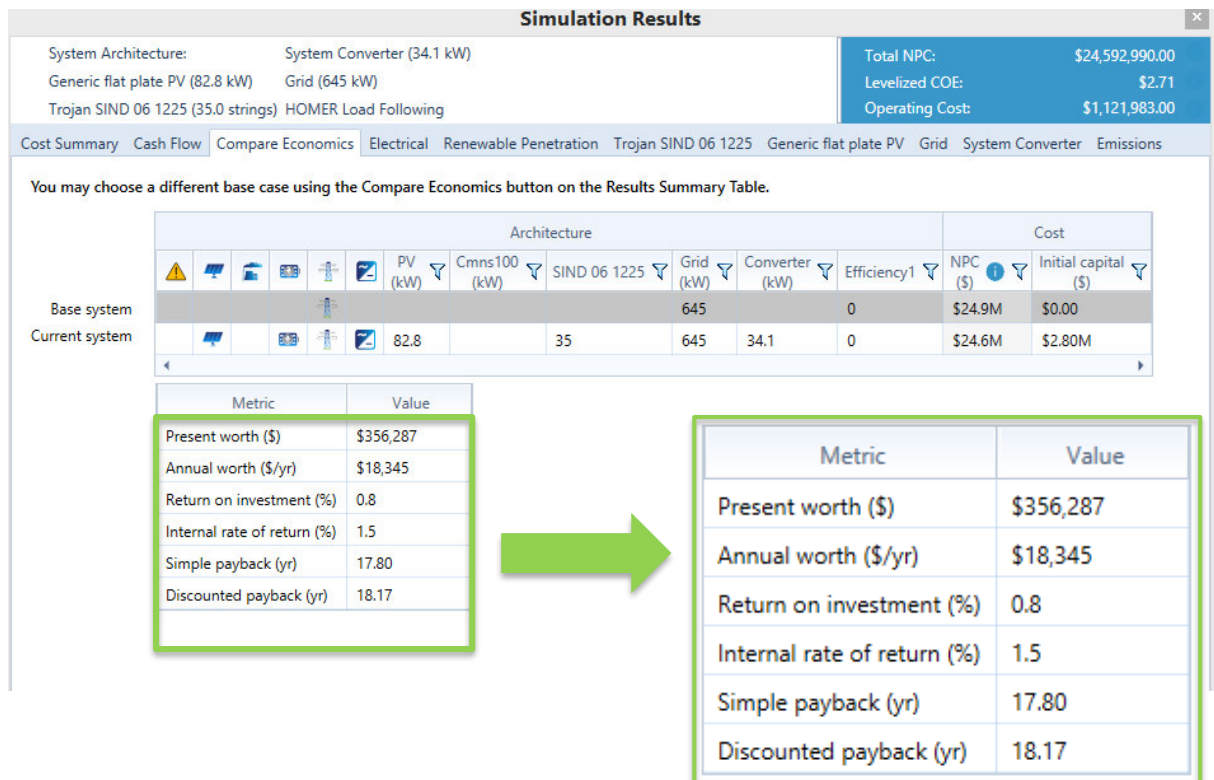 Simulation Results
System Architecture: System Converter (34.1 kW)
Generic flat plate PV (82.8 kW) Grid (645 kW)
Trojan SIND 06 1225 (35.0 strings) HOMER Load Following
Total NPC: $24,592,990.00
Levelized COE: $2.71
Operating Cost: $1,121,983.00
Cost Summary Cash Flow Compare Economics Electrical Renewable Penetration Trojan SIND 06 1225 Generic flat plate PV Grid System Converter Emissions
You may choose a different base case using the Compare Economics button on the Results Summary Table.
Architecture Cost
PV (kW) Cmns100 (kW) SIND 06 1225 Grid (kW) Converter (kW) Efficiency1 NPC ($) Initial capital ($)
Base system 645 0 $24.9M $0.00
Current system 82.8 35 645 34.1 0 $24.6M $2.80M
Metric Value
Present worth ($) $356,287
Annual worth ($/yr) $18,345
Return on investment (%) 0.8
Internal rate of return (%) 1.5
Simple payback (yr) 17.80
Discounted payback (yr) 18.17
Metric Value
Present worth ($) $356,287
Annual worth ($/yr) $18,345
Return on investment (%) 0.8
Internal rate of return (%) 1.5
Simple payback (yr) 17.80
Discounted payback (yr) 18.17